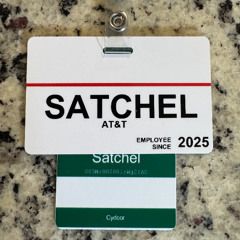 SATCHEL
AT&T
EMPLOYEE
SINCE 2025
Satchel
Cydcor